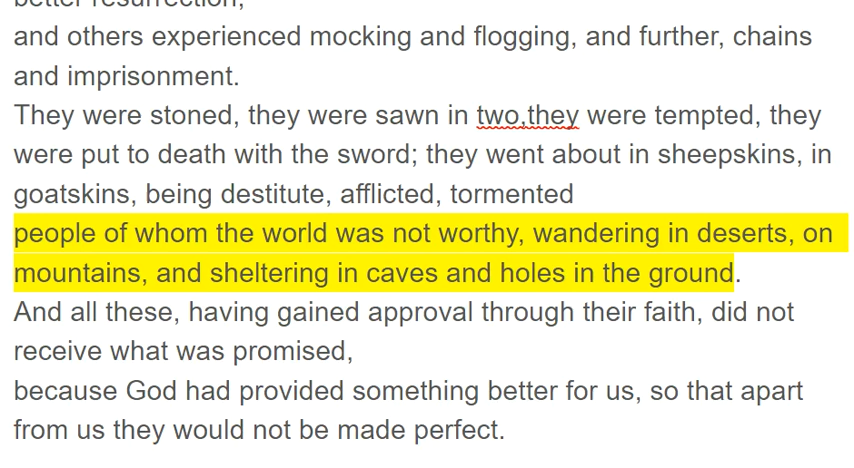 better resurrection;
and others experienced mocking and flogging, and further, chains
and imprisonment.
They were stoned, they were sawn in two,they were tempted, they
were put to death with the sword; they went about in sheepskins, in
goatskins, being destitute, afflicted, tormented
people of whom the world was not worthy, wandering in deserts, on
mountains, and sheltering in caves and holes in the ground.
And all these, having gained approval through their faith, did not
receive what was promised,
because God had provided something better for us, so that apart
from us they would not be made perfect.